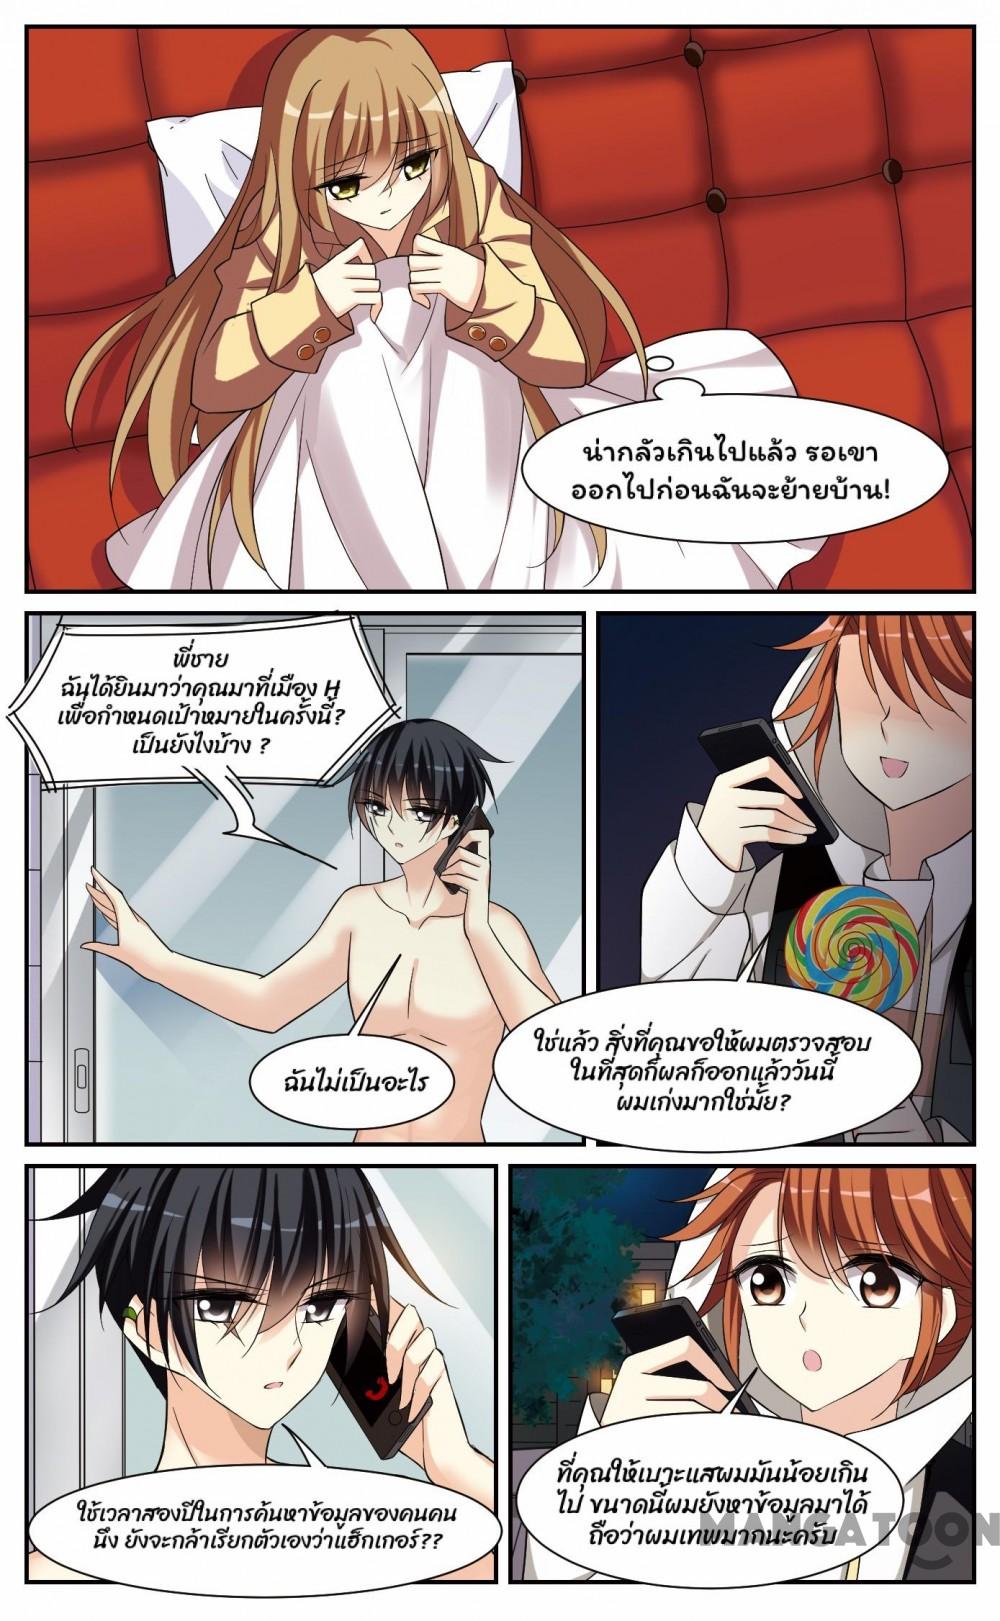 น่ากลัวเกินไปแล้ว รอเขา
ออกไปก่อนฉันจะย้ายบ้าน!
พี่ชาย
ฉันได้ยินมาว่าคุณมาที่เมือง H
เพื่อกำหนดเป้าหมายในครั้งนี้?
เป็นยังไงบ้าง ?
ฉันไม่เป็นอะไร
ใช่แล้ว สิ่งที่คุณขอให้ผมตรวจสอบ
ในที่สุดก็ผลก็ออกแล้ววันนี้
ผมเก่งมากใช่มั้ย?
ใช้เวลาสองปีในการค้นหาข้อมูลของคนคน
นึง ยังจะกล้าเรียกตัวเองว่าแฮ็กเกอร์??
ที่คุณให้เบาะแสผมมันน้อยเกิน
ไป ขนาดนี้ผมยังหาข้อมูลมาได้
ถือว่าผมเทพมากนะครับ
MANGATOON